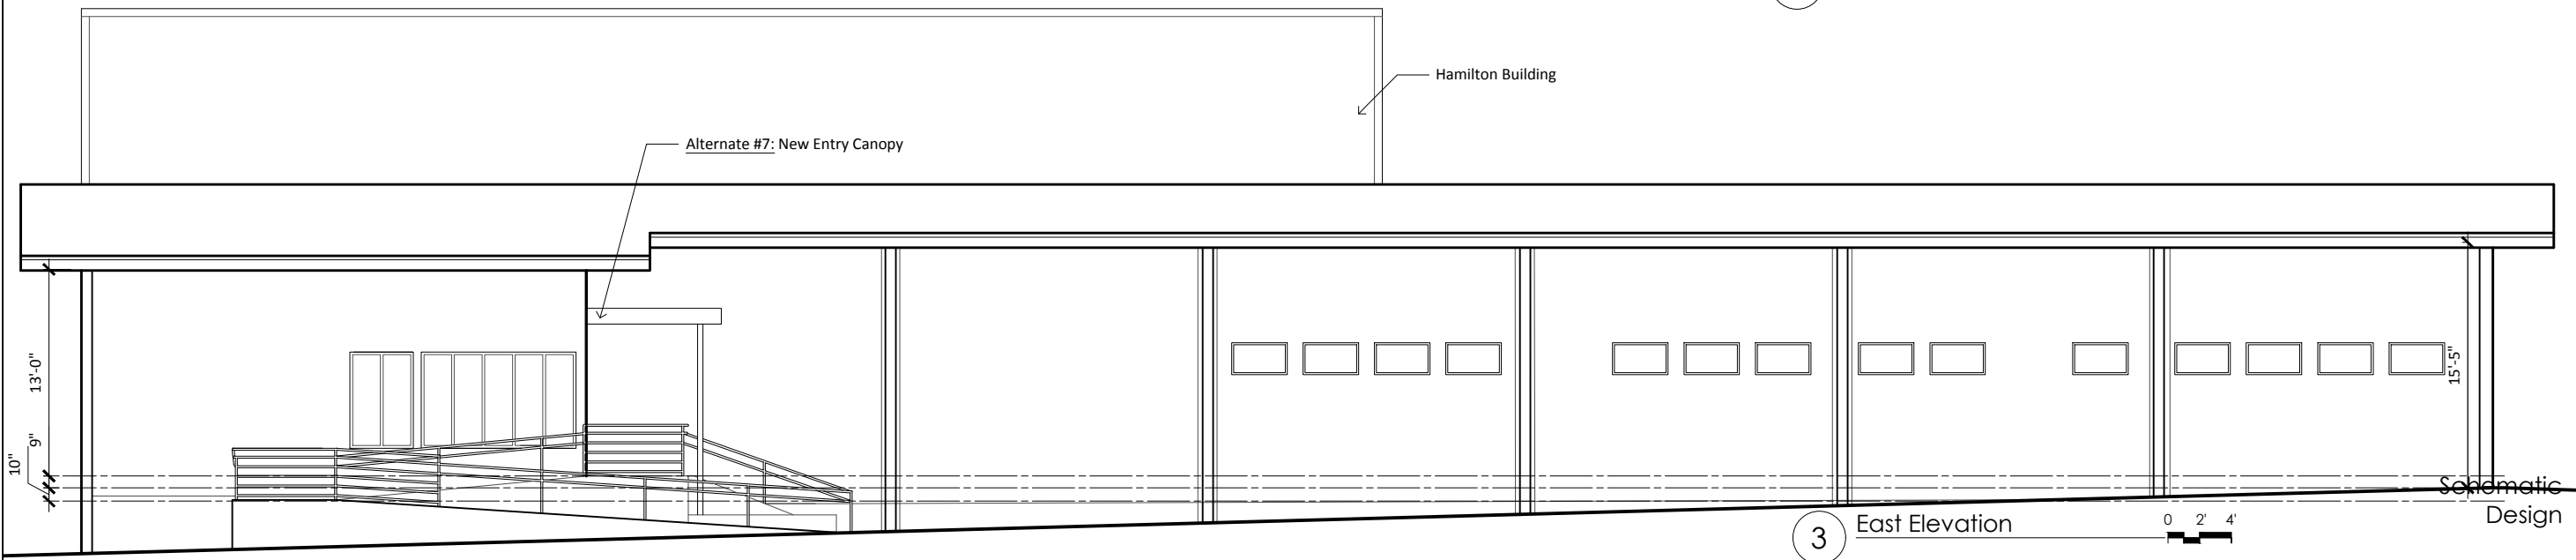 Hamilton Building
Alternate #7: New Entry Canopy
13'-0"
9"
10"
15'-5"
Schematic
Design
3 East Elevation
0 2' 4'